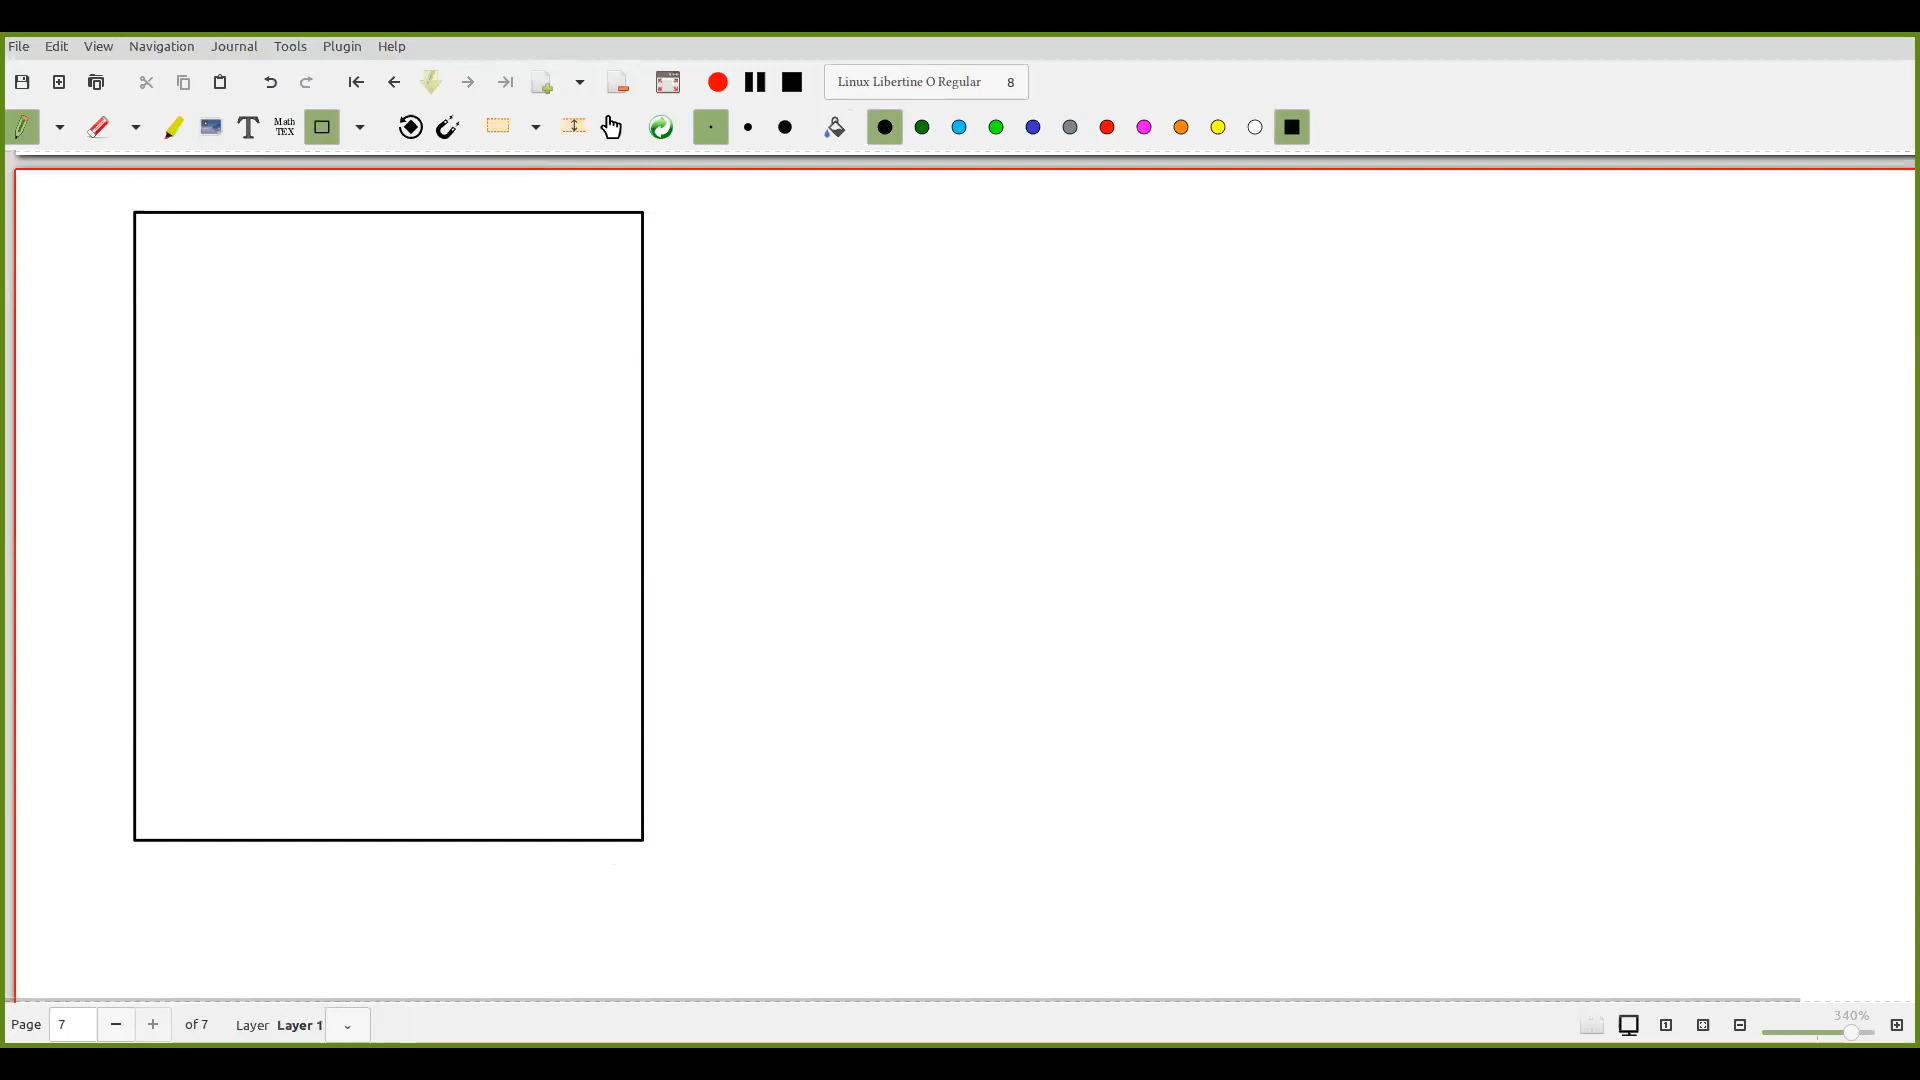 File Edit View Navigation Journal Tools Plugin Help
Linux Libertine O Regular 8
T Math TEX
Page 7 of 7 Layer Layer 1
340%